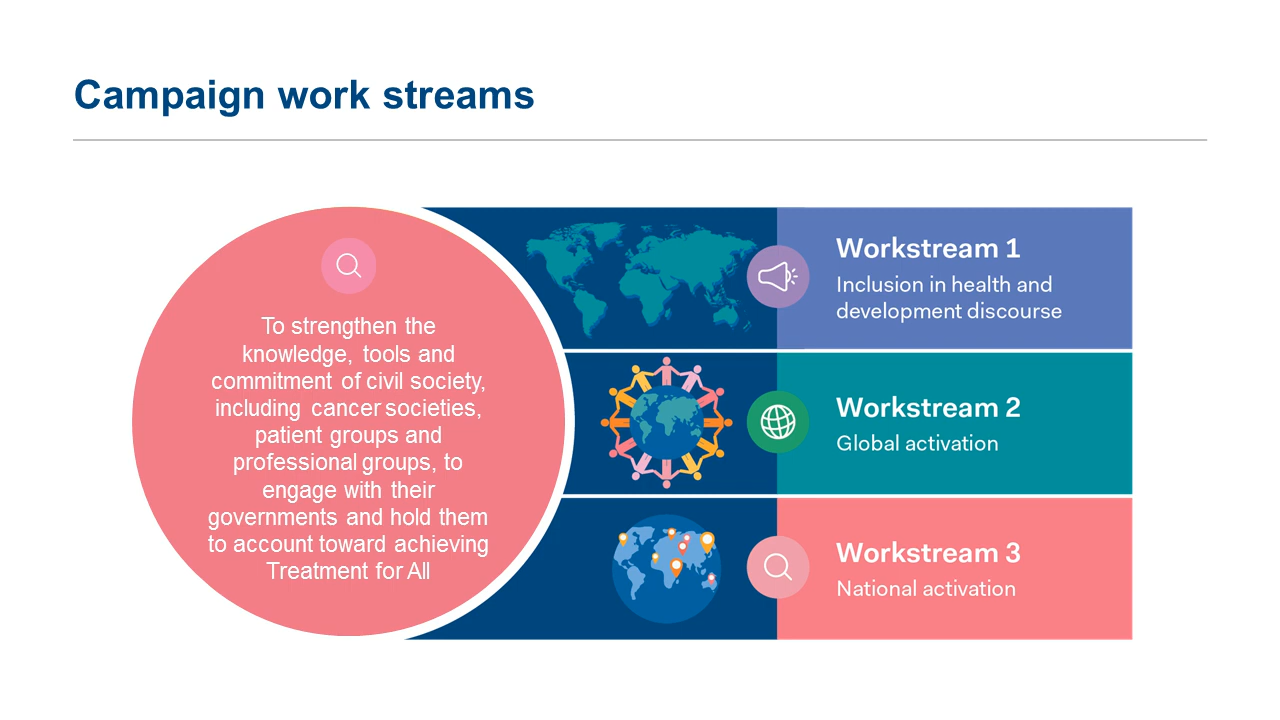 Campaign work streams
To strengthen the
knowledge, tools and
commitment of civil society,
including cancer societies,
patient groups and
professional groups, to
engage with their
governments and hold them
to account toward achieving
Treatment for All
Workstream 1
Inclusion in health and
development discourse
Workstream 2
Global activation
Workstream 3
National activation